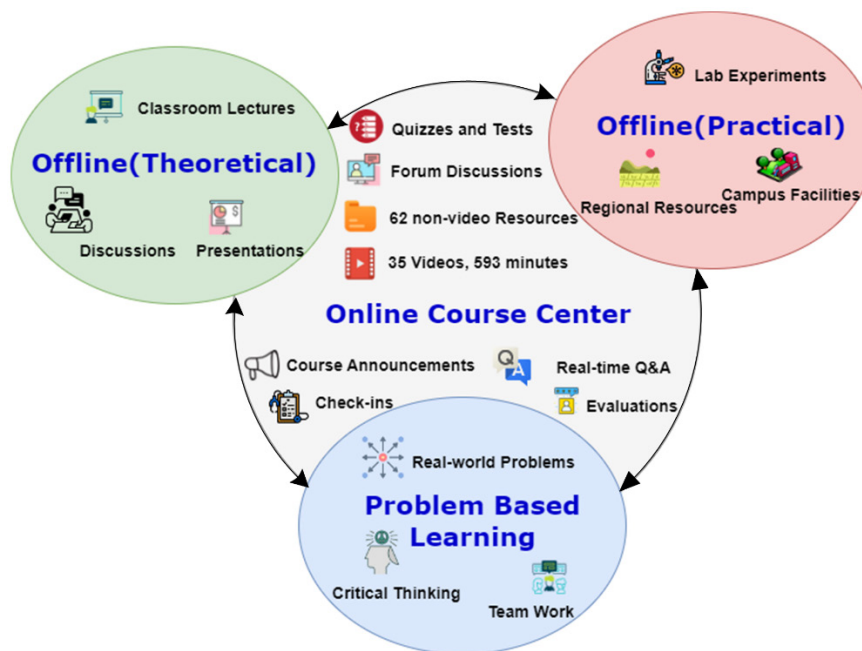 Classroom Lectures
Offline(Theoretical)
Discussions
Presentations
Lab Experiments
Offline(Practical)
Regional Resources
Campus Facilities
Quizzes and Tests
Forum Discussions
62 non-video Resources
35 Videos, 593 minutes
Online Course Center
Course Announcements
Q
A
Real-time Q&A
Check-ins
Evaluations
Real-world Problems
Problem Based
Learning
Critical Thinking
Team Work